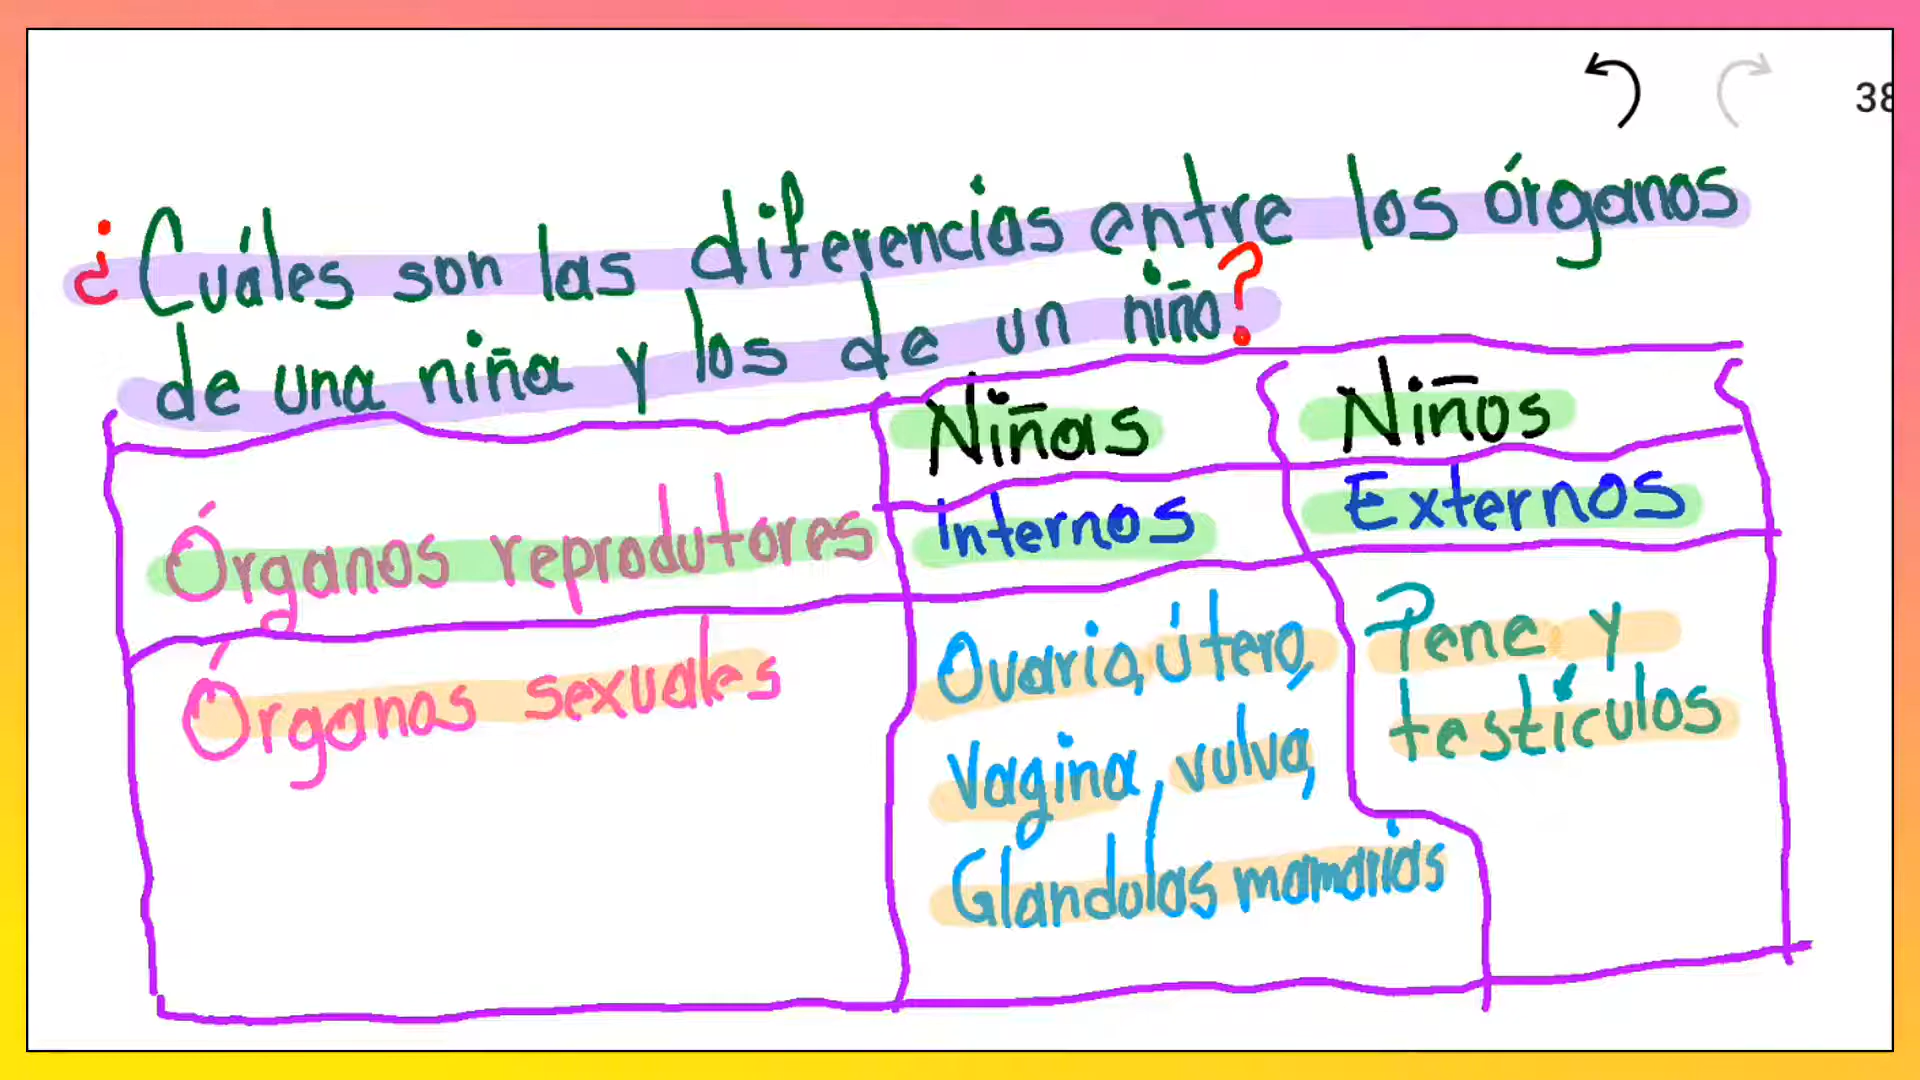 38
¿Cuáles son las diferencias entre los órganos
de una niña y los de un niño?
Niñas Niños
Órganos reprodutores Internos Externos
Órganos sexuales Ovario, útero, Pene y
Vagina, vulva, testículos
Glandulas mamarias